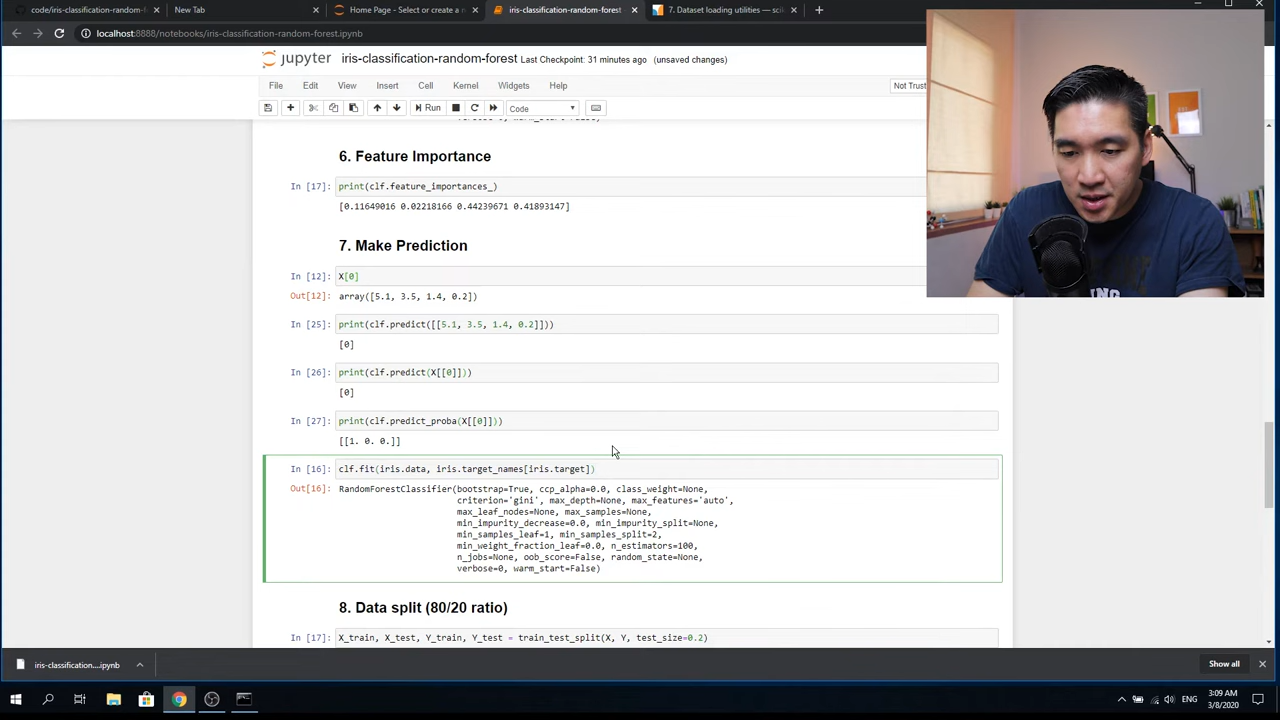 code/iris-classification-random-f
New Tab
Home Page - Select or create a n
iris-classification-random-forest
7. Dataset loading utilities — scik
localhost:8888/notebooks/iris-classification-random-forest.ipynb
jupyter iris-classification-random-forest Last Checkpoint: 31 minutes ago (unsaved changes)
File Edit View Insert Cell Kernel Widgets Help Not Trust
Run Code
6. Feature Importance
In [17]: print(clf.feature_importances_)
[0.11649016 0.02218166 0.44239671 0.41893147]
7. Make Prediction
In [12]: X[0]
Out[12]: array([5.1, 3.5, 1.4, 0.2])
In [25]: print(clf.predict([[5.1, 3.5, 1.4, 0.2]]))
[0]
In [26]: print(clf.predict(X[[0]]))
[0]
In [27]: print(clf.predict_proba(X[[0]]))
[[1. 0. 0.]]
In [16]: clf.fit(iris.data, iris.target_names[iris.target])
Out[16]: RandomForestClassifier(bootstrap=True, ccp_alpha=0.0, class_weight=None,
criterion='gini', max_depth=None, max_features='auto',
max_leaf_nodes=None, max_samples=None,
min_impurity_decrease=0.0, min_impurity_split=None,
min_samples_leaf=1, min_samples_split=2,
min_weight_fraction_leaf=0.0, n_estimators=100,
n_jobs=None, oob_score=False, random_state=None,
verbose=0, warm_start=False)
8. Data split (80/20 ratio)
In [17]: X_train, X_test, Y_train, Y_test = train_test_split(X, Y, test_size=0.2)
iris-classification....ipynb
Show all
ENG
3:09 AM
3/8/2020